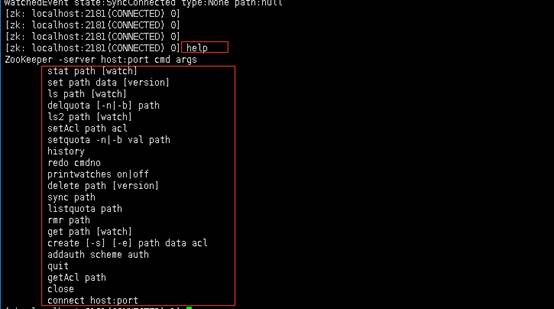 WatchedEvent state:SyncConnected type:None path:null
[zk: localhost:2181(CONNECTED) 0]
[zk: localhost:2181(CONNECTED) 0]
[zk: localhost:2181(CONNECTED) 0]
[zk: localhost:2181(CONNECTED) 0] help
ZooKeeper -server host:port cmd args
stat path [watch]
set path data [version]
ls path [watch]
delquota [-n|-b] path
ls2 path [watch]
setAcl path acl
setquota -n|-b val path
history
redo cmdno
printwatches on|off
delete path [version]
sync path
listquota path
rmr path
get path [watch]
create [-s] [-e] path data acl
addauth scheme auth
quit
getAcl path
close
connect host:port